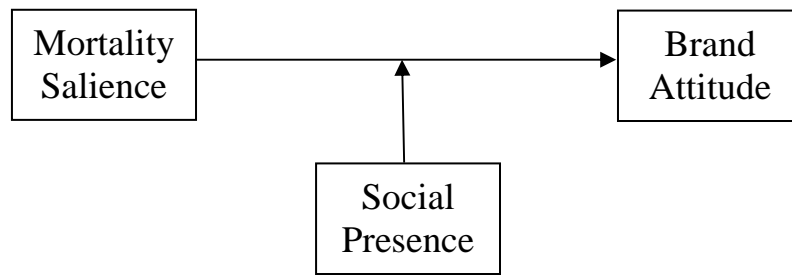 Mortality
Salience
Brand
Attitude
Social
Presence